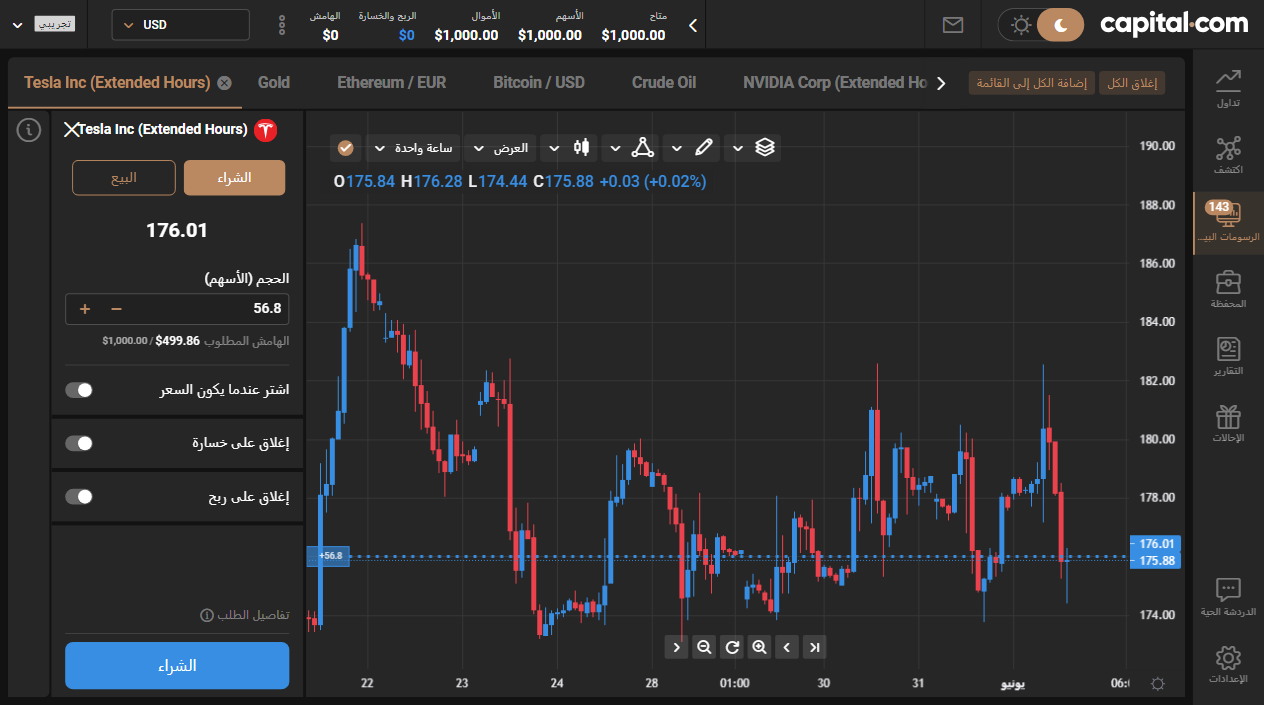 تجريبي
USD
الهامش
$0
الربح والخسارة
$0
الأموال
$1,000.00
الأسهم
$1,000.00
متاح
$1,000.00
capital.com
Tesla Inc (Extended Hours)
Gold
Ethereum / EUR
Bitcoin / USD
Crude Oil
NVIDIA Corp (Extended Ho
إضافة الكل إلى القائمة
إغلاق الكل
Tesla Inc (Extended Hours)
البيع
الشراء
176.01
الحجم (الأسهم)
56.8
+ −
الهامش المطلوب $499.86 / $1,000.00
اشتر عندما يكون السعر
إغلاق على خسارة
إغلاق على ربح
تفاصيل الطلب
الشراء
ساعة واحدة
العرض
O175.84 H176.28 L174.44 C175.88 +0.03 (+0.02%)
190.00
188.00
186.00
184.00
182.00
180.00
178.00
176.01
175.88
174.00
+56.8
22
23
24
28
01:00
30
31
يونيو
06:
تداول
اكتشف
143
الرسومات البيـ...
المحفظة
التقارير
الإحالات
الدردشة الحية
الإعدادات